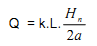 Q = k.L. Hₙ / 2a